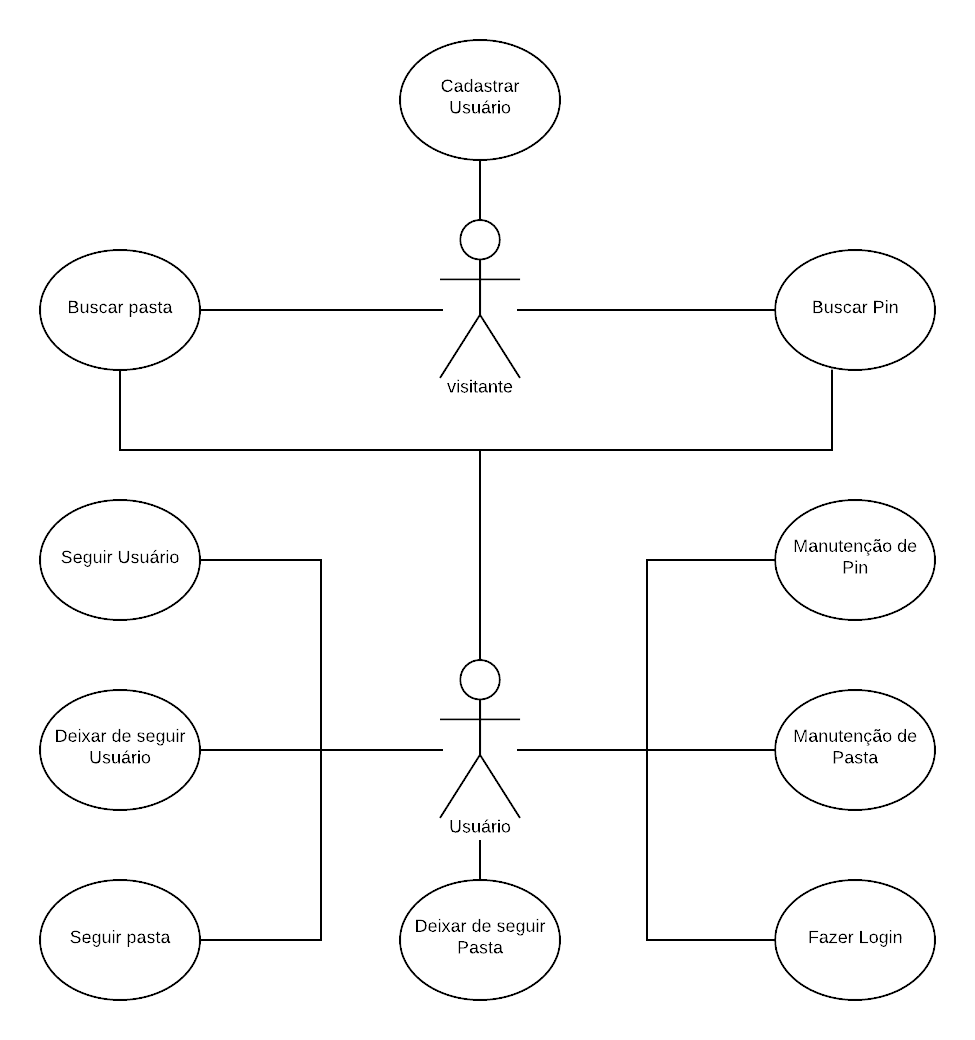 Cadastrar
Usuário
Buscar pasta
Buscar Pin
visitante
Seguir Usuário
Manutenção de
Pin
Deixar de seguir
Usuário
Manutenção de
Pasta
Usuário
Seguir pasta
Deixar de seguir
Pasta
Fazer Login